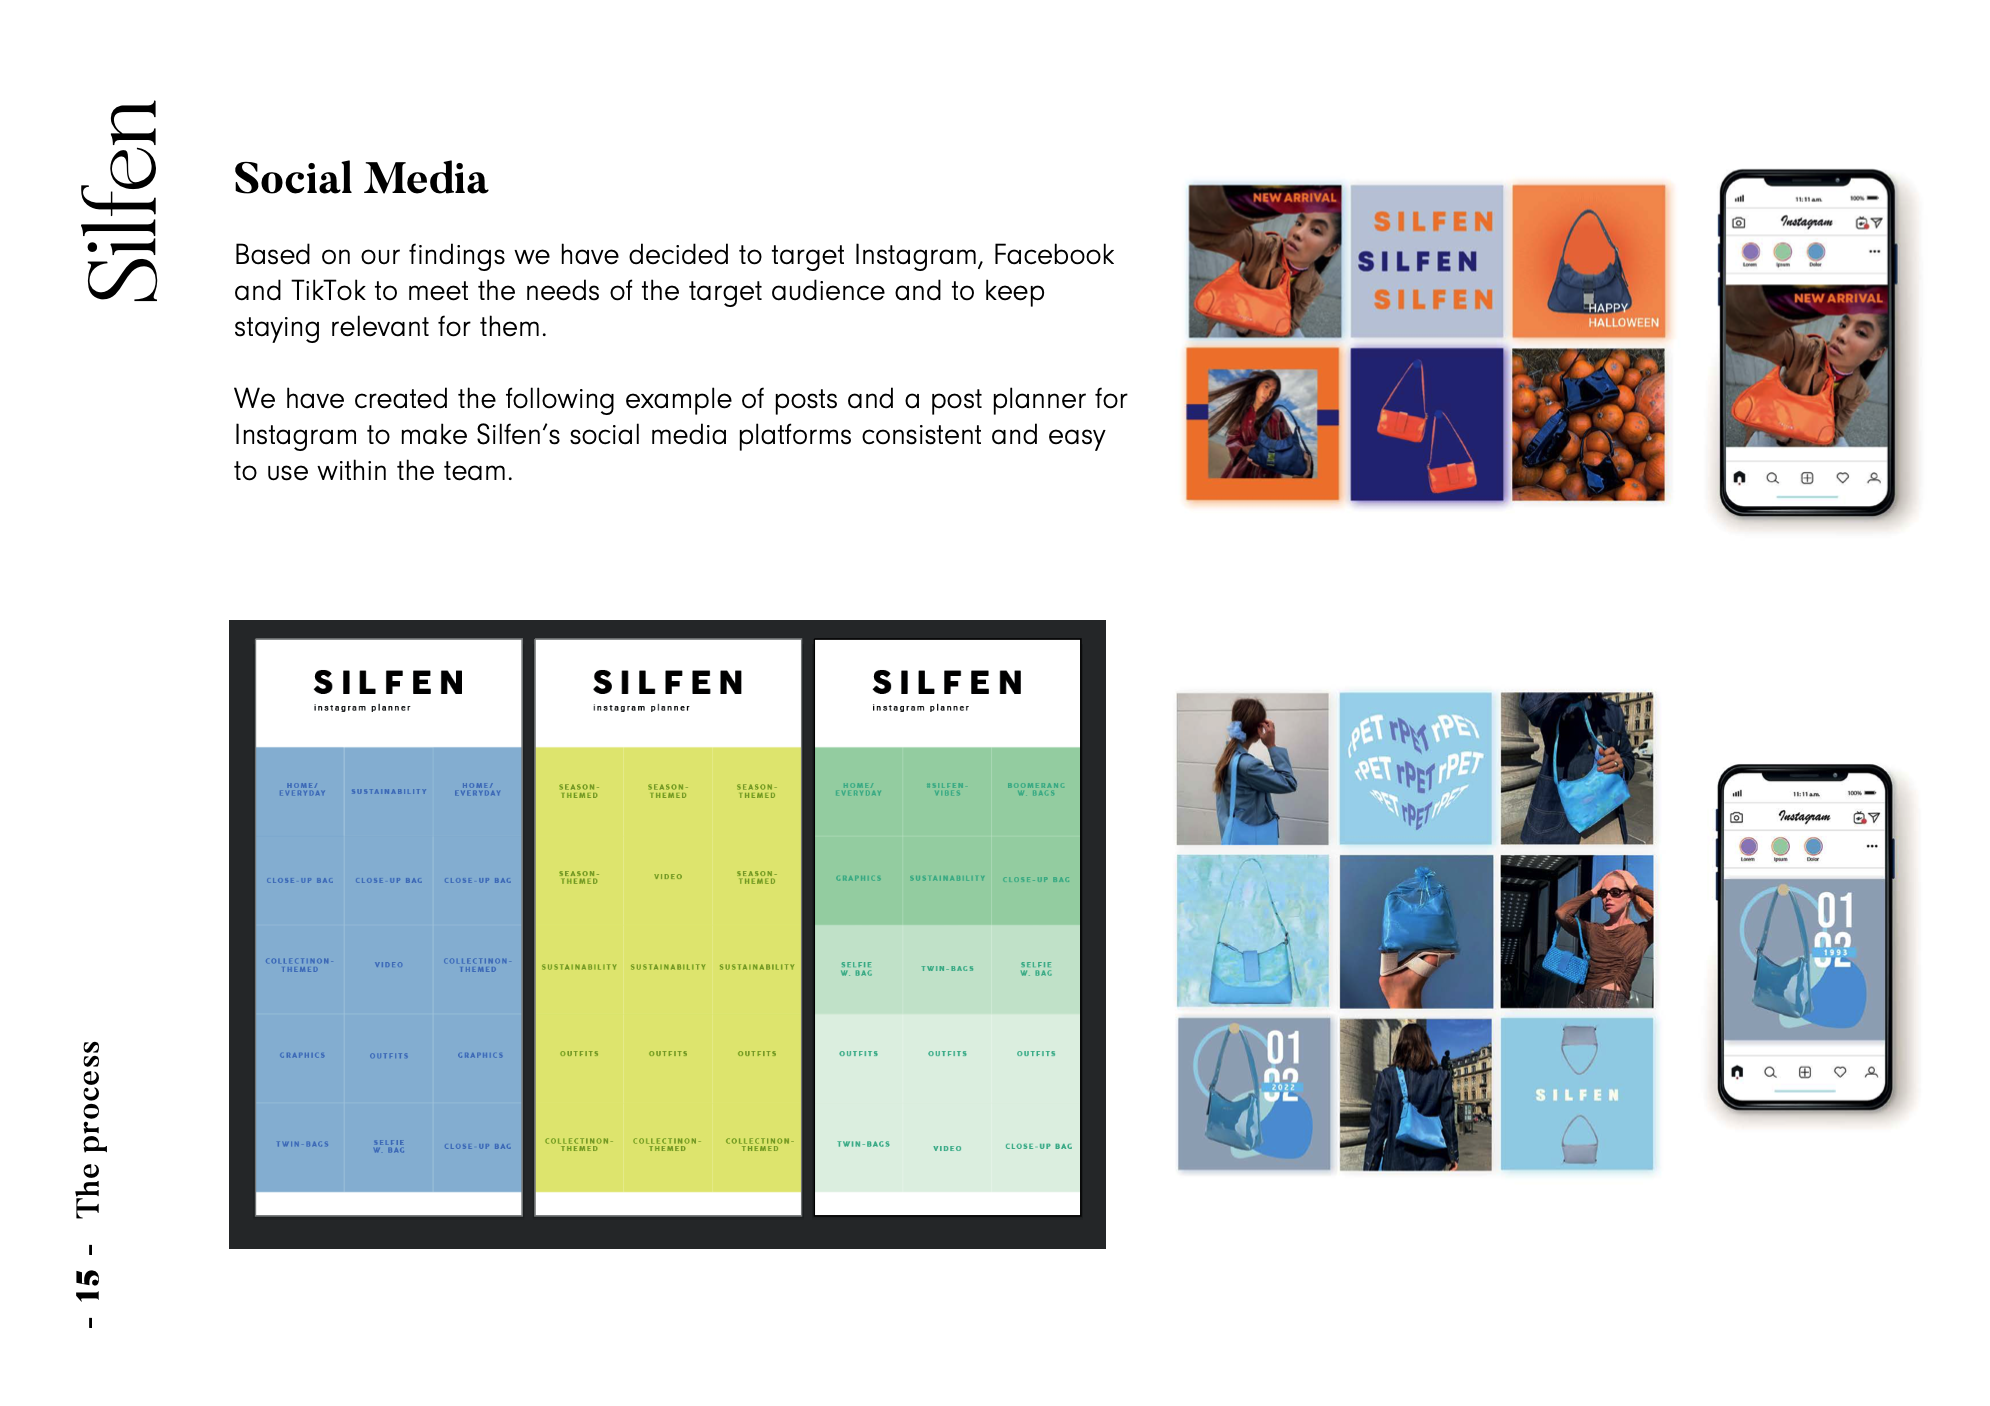 Silfen
Social Media
Based on our findings we have decided to target Instagram, Facebook
and TikTok to meet the needs of the target audience and to keep
staying relevant for them.
We have created the following example of posts and a post planner for
Instagram to make Silfen's social media platforms consistent and easy
to use within the team.
NEW ARRIVAL
SILFEN
SILFEN
SILFEN
HAPPY
HALLOWEEN
11:11 a.m.
100%
Instagram
Lorem
Ipsum
Dolor
NEW ARRIVAL
SILFEN
instagram planner
HOME/
EVERYDAY
SUSTAINABILITY
HOME/
EVERYDAY
CLOSE-UP BAG
CLOSE-UP BAG
CLOSE-UP BAG
COLLECTINON-
THEMED
VIDEO
COLLECTINON-
THEMED
GRAPHICS
OUTFITS
GRAPHICS
TWIN-BAGS
SELFIE
W. BAG
CLOSE-UP BAG
SILFEN
instagram planner
SEASON-
THEMED
SEASON-
THEMED
SEASON-
THEMED
SEASON-
THEMED
VIDEO
SEASON-
THEMED
SUSTAINABILITY
SUSTAINABILITY
SUSTAINABILITY
OUTFITS
OUTFITS
OUTFITS
COLLECTINON-
THEMED
COLLECTINON-
THEMED
COLLECTINON-
THEMED
SILFEN
instagram planner
HOME/
EVERYDAY
#SILFEN-
VIBES
BOOMERANG
W. BAGS
GRAPHICS
SUSTAINABILITY
CLOSE-UP BAG
SELFIE
W. BAG
TWIN-BAGS
SELFIE
W. BAG
OUTFITS
OUTFITS
OUTFITS
TWIN-BAGS
VIDEO
CLOSE-UP BAG
rPET rPET rPET
rPET rPET rPET
rPET rPET rPET
01
02
2022
SILFEN
11:11 a.m.
100%
Instagram
Lorem
Ipsum
Dolor
01
02
1993
- 15 - The process